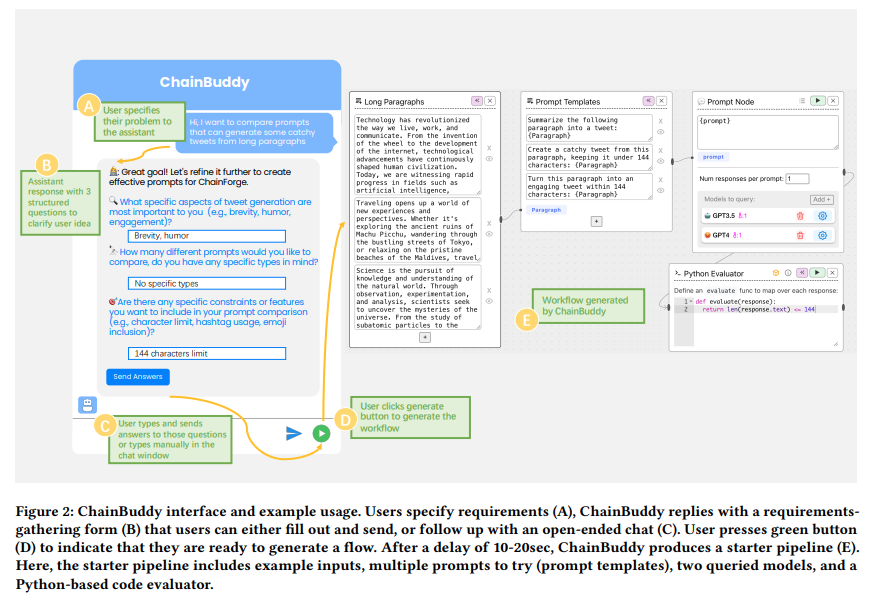 ChainBuddy
A
User specifies
their problem to
the assistant
Hi, I want to compare prompts
that can generate some catchy
tweets from long paragraphs
B
Assistant
response with 3
structured
questions to
clarify user idea
Great goal! Let's refine it further to
create effective prompts for ChainForge.
What specific aspects of tweet generation are
most important to you (e.g., brevity, humor,
engagement)?
Brevity, humor
How many different prompts would you like to
compare, do you have any specific types in mind?
No specific types
Are there any specific constraints or features
you want to include in your prompt comparison
(e.g., character limit, hashtag usage, emoji
inclusion)?
144 characters limit
Send Answers
C
User types and sends
answers to those questions
or types manually in the
chat window
D
User clicks generate
button to generate the
workflow
Long Paragraphs
Technology has revolutionized
the way we live, work, and
communicate. From the invention
of the wheel to the development
of the internet, technological
advancements have continuously
shaped human civilization.
Today, we are witnessing rapid
progress in fields such as
artificial intelligence,
Traveling opens up a world of
new experiences and
perspectives. Whether it's
exploring the ancient ruins of
Machu Picchu, wandering through
the bustling streets of Tokyo,
or relaxing on the pristine
beaches of the Maldives, travel
Science is the pursuit of
knowledge and understanding of
the natural world. Through
observation, experimentation,
and analysis, scientists seek
to uncover the mysteries of the
universe. From the study of
subatomic particles to the
Prompt Templates
Summarize the following
paragraph into a tweet:
{Paragraph}
Create a catchy tweet from this
paragraph, keeping it under 144
characters: {Paragraph}
Turn this paragraph into an
engaging tweet within 144
characters: {Paragraph}
Paragraph
Prompt Node
{prompt}
prompt
Num responses per prompt: 1
Models to query:
Add +
GPT3.5 1
GPT4 1
Python Evaluator
Define an evaluate func to map over each response:
1 def evaluate(response):
2 return len(response.text) <= 144
E
Workflow generated
by ChainBuddy
Figure 2: ChainBuddy interface and example usage. Users specify requirements (A), ChainBuddy replies with a requirements-
gathering form (B) that users can either fill out and send, or follow up with an open-ended chat (C). User presses green button
(D) to indicate that they are ready to generate a flow. After a delay of 10-20sec, ChainBuddy produces a starter pipeline (E).
Here, the starter pipeline includes example inputs, multiple prompts to try (prompt templates), two queried models, and a
Python-based code evaluator.